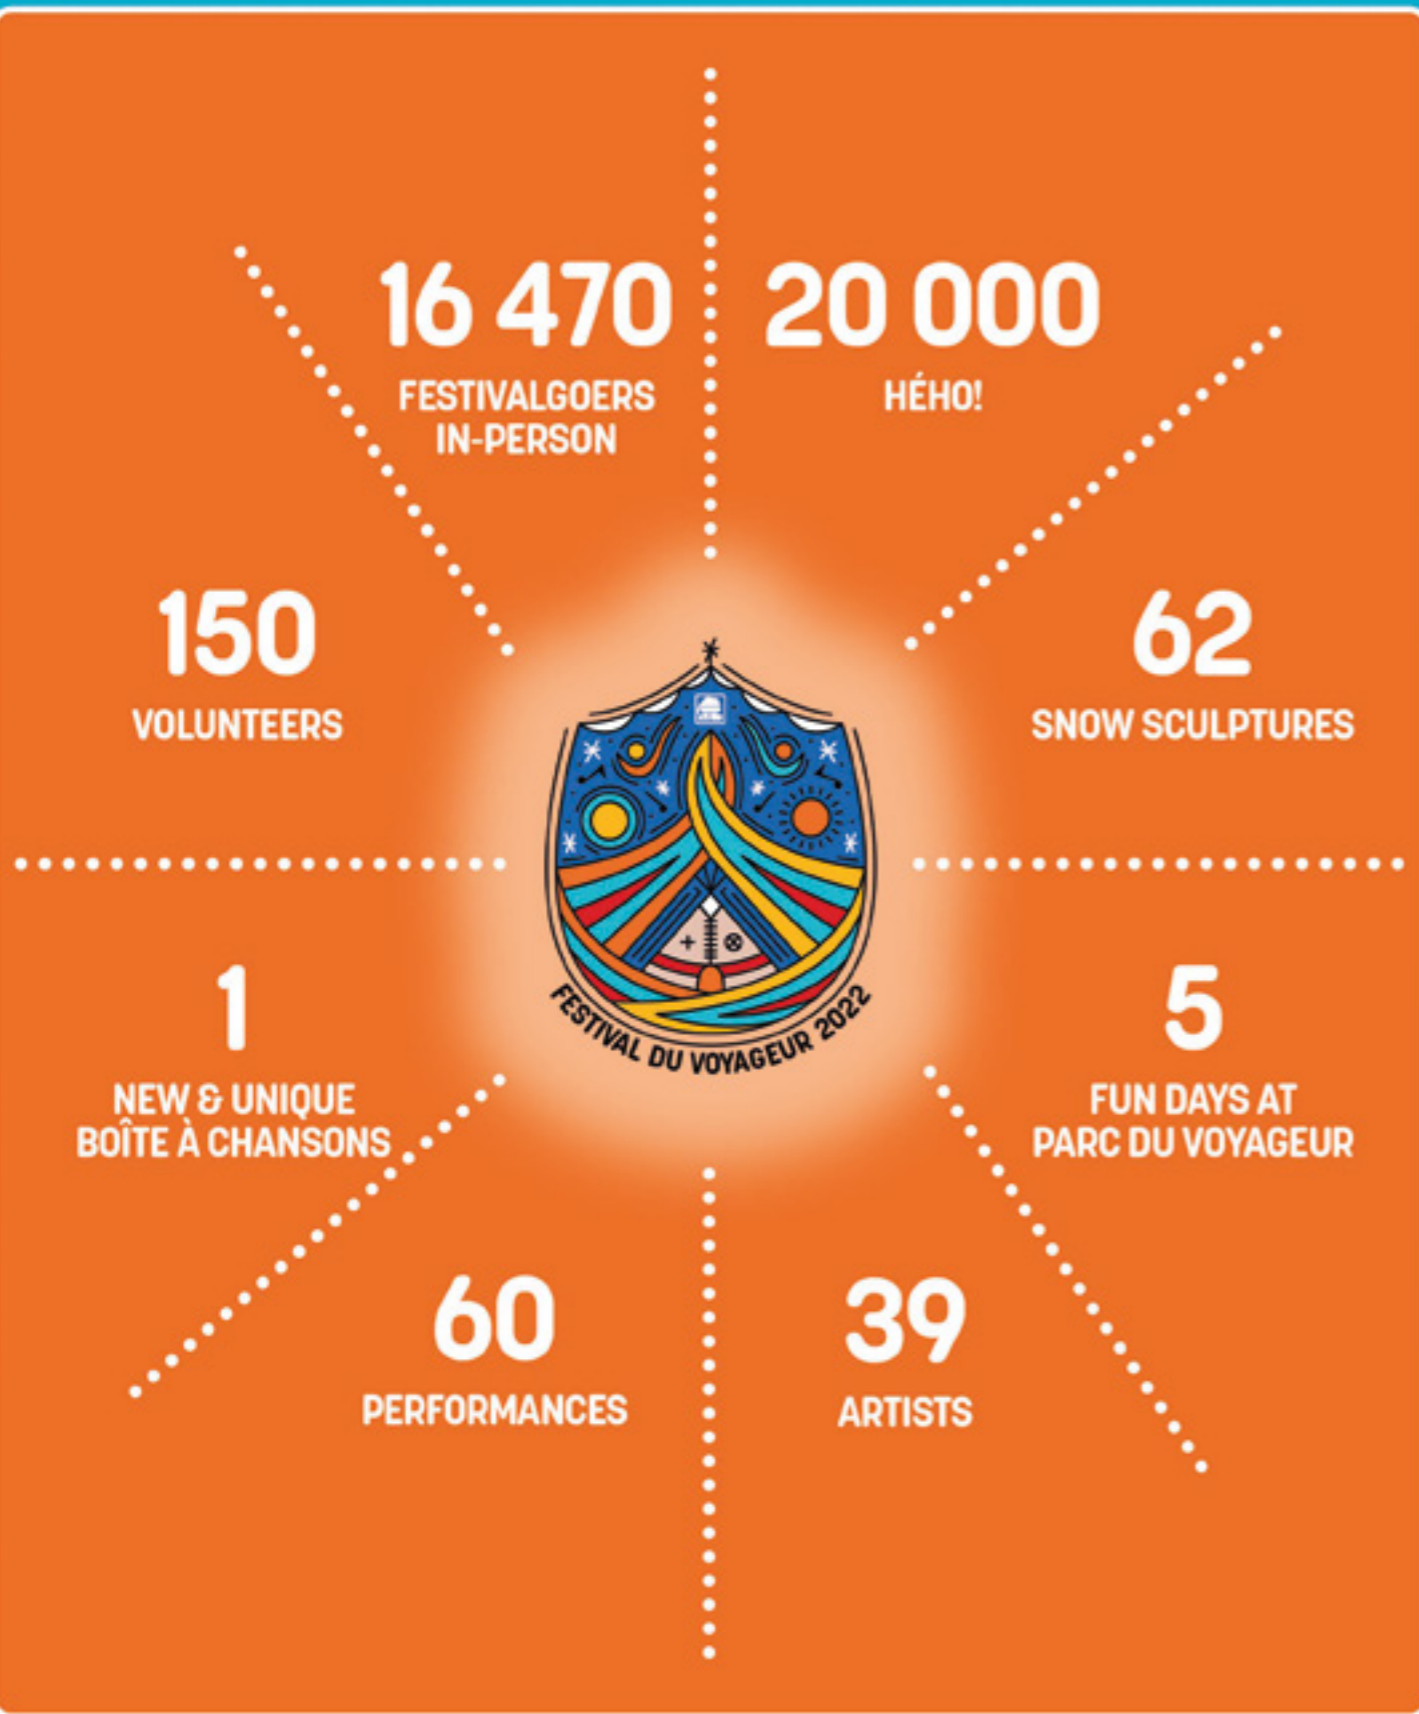 16 470
FESTIVALGOERS
IN-PERSON
20 000
HÉHO!
150
VOLUNTEERS
62
SNOW SCULPTURES
FESTIVAL DU VOYAGEUR 2022
1
NEW & UNIQUE
BOÎTE À CHANSONS
5
FUN DAYS AT
PARC DU VOYAGEUR
60
PERFORMANCES
39
ARTISTS